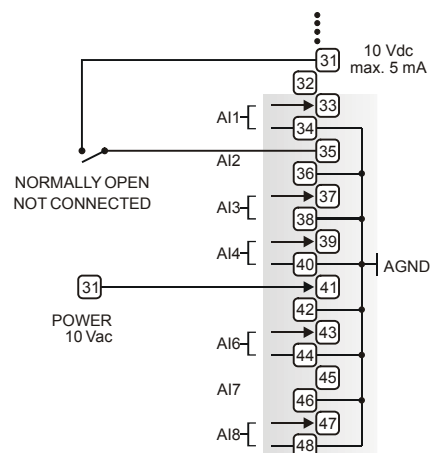 31
10 Vdc
max. 5 mA
32
33
AI1
34
35
AI2
36
NORMALLY OPEN
NOT CONNECTED
37
AI3
38
39
AI4
40
AGND
31
41
POWER
10 Vac
42
43
AI6
44
45
AI7
46
47
AI8
48